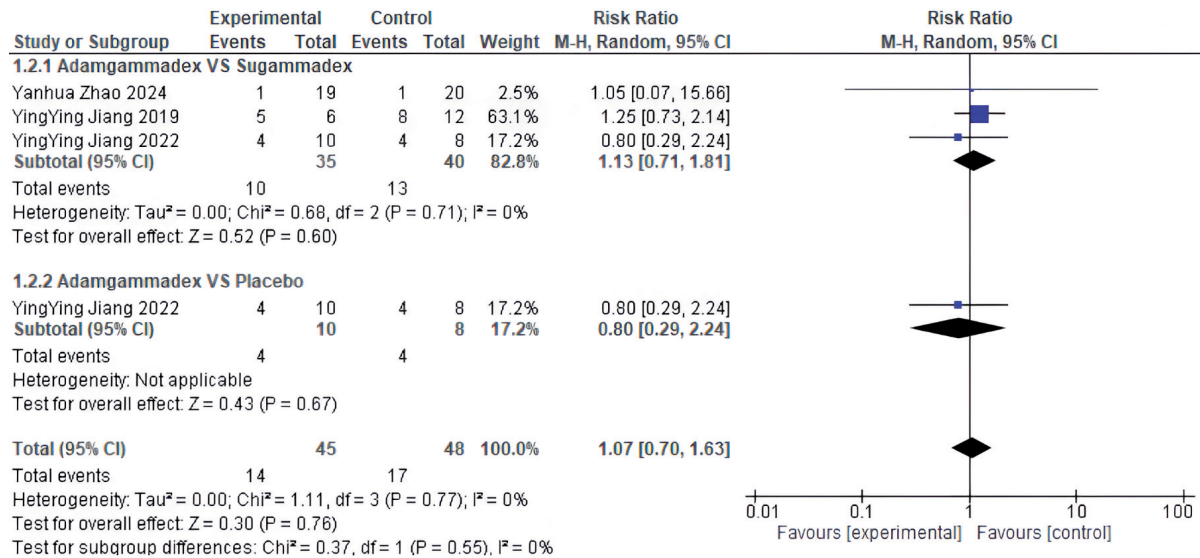 Experimental Control Risk Ratio Risk Ratio
Study or Subgroup Events Total Events Total Weight M-H, Random, 95% CI M-H, Random, 95% CI
1.2.1 Adamgammadex VS Sugammadex
Yanhua Zhao 2024 1 19 1 20 2.5% 1.05 [0.07, 15.66]
YingYing Jiang 2019 5 6 8 12 63.1% 1.25 [0.73, 2.14]
YingYing Jiang 2022 4 10 4 8 17.2% 0.80 [0.29, 2.24]
Subtotal (95% CI) 35 40 82.8% 1.13 [0.71, 1.81]
Total events 10 13
Heterogeneity: Tau² = 0.00; Chi² = 0.68, df = 2 (P = 0.71); I² = 0%
Test for overall effect: Z = 0.52 (P = 0.60)
1.2.2 Adamgammadex VS Placebo
YingYing Jiang 2022 4 10 4 8 17.2% 0.80 [0.29, 2.24]
Subtotal (95% CI) 10 8 17.2% 0.80 [0.29, 2.24]
Total events 4 4
Heterogeneity: Not applicable
Test for overall effect: Z = 0.43 (P = 0.67)
Total (95% CI) 45 48 100.0% 1.07 [0.70, 1.63]
Total events 14 17
Heterogeneity: Tau² = 0.00; Chi² = 1.11, df = 3 (P = 0.77); I² = 0%
Test for overall effect: Z = 0.30 (P = 0.76)
Test for subgroup differences: Chi² = 0.37, df = 1 (P = 0.55), I² = 0%
0.01 0.1 1 10 100
Favours [experimental] Favours [control]